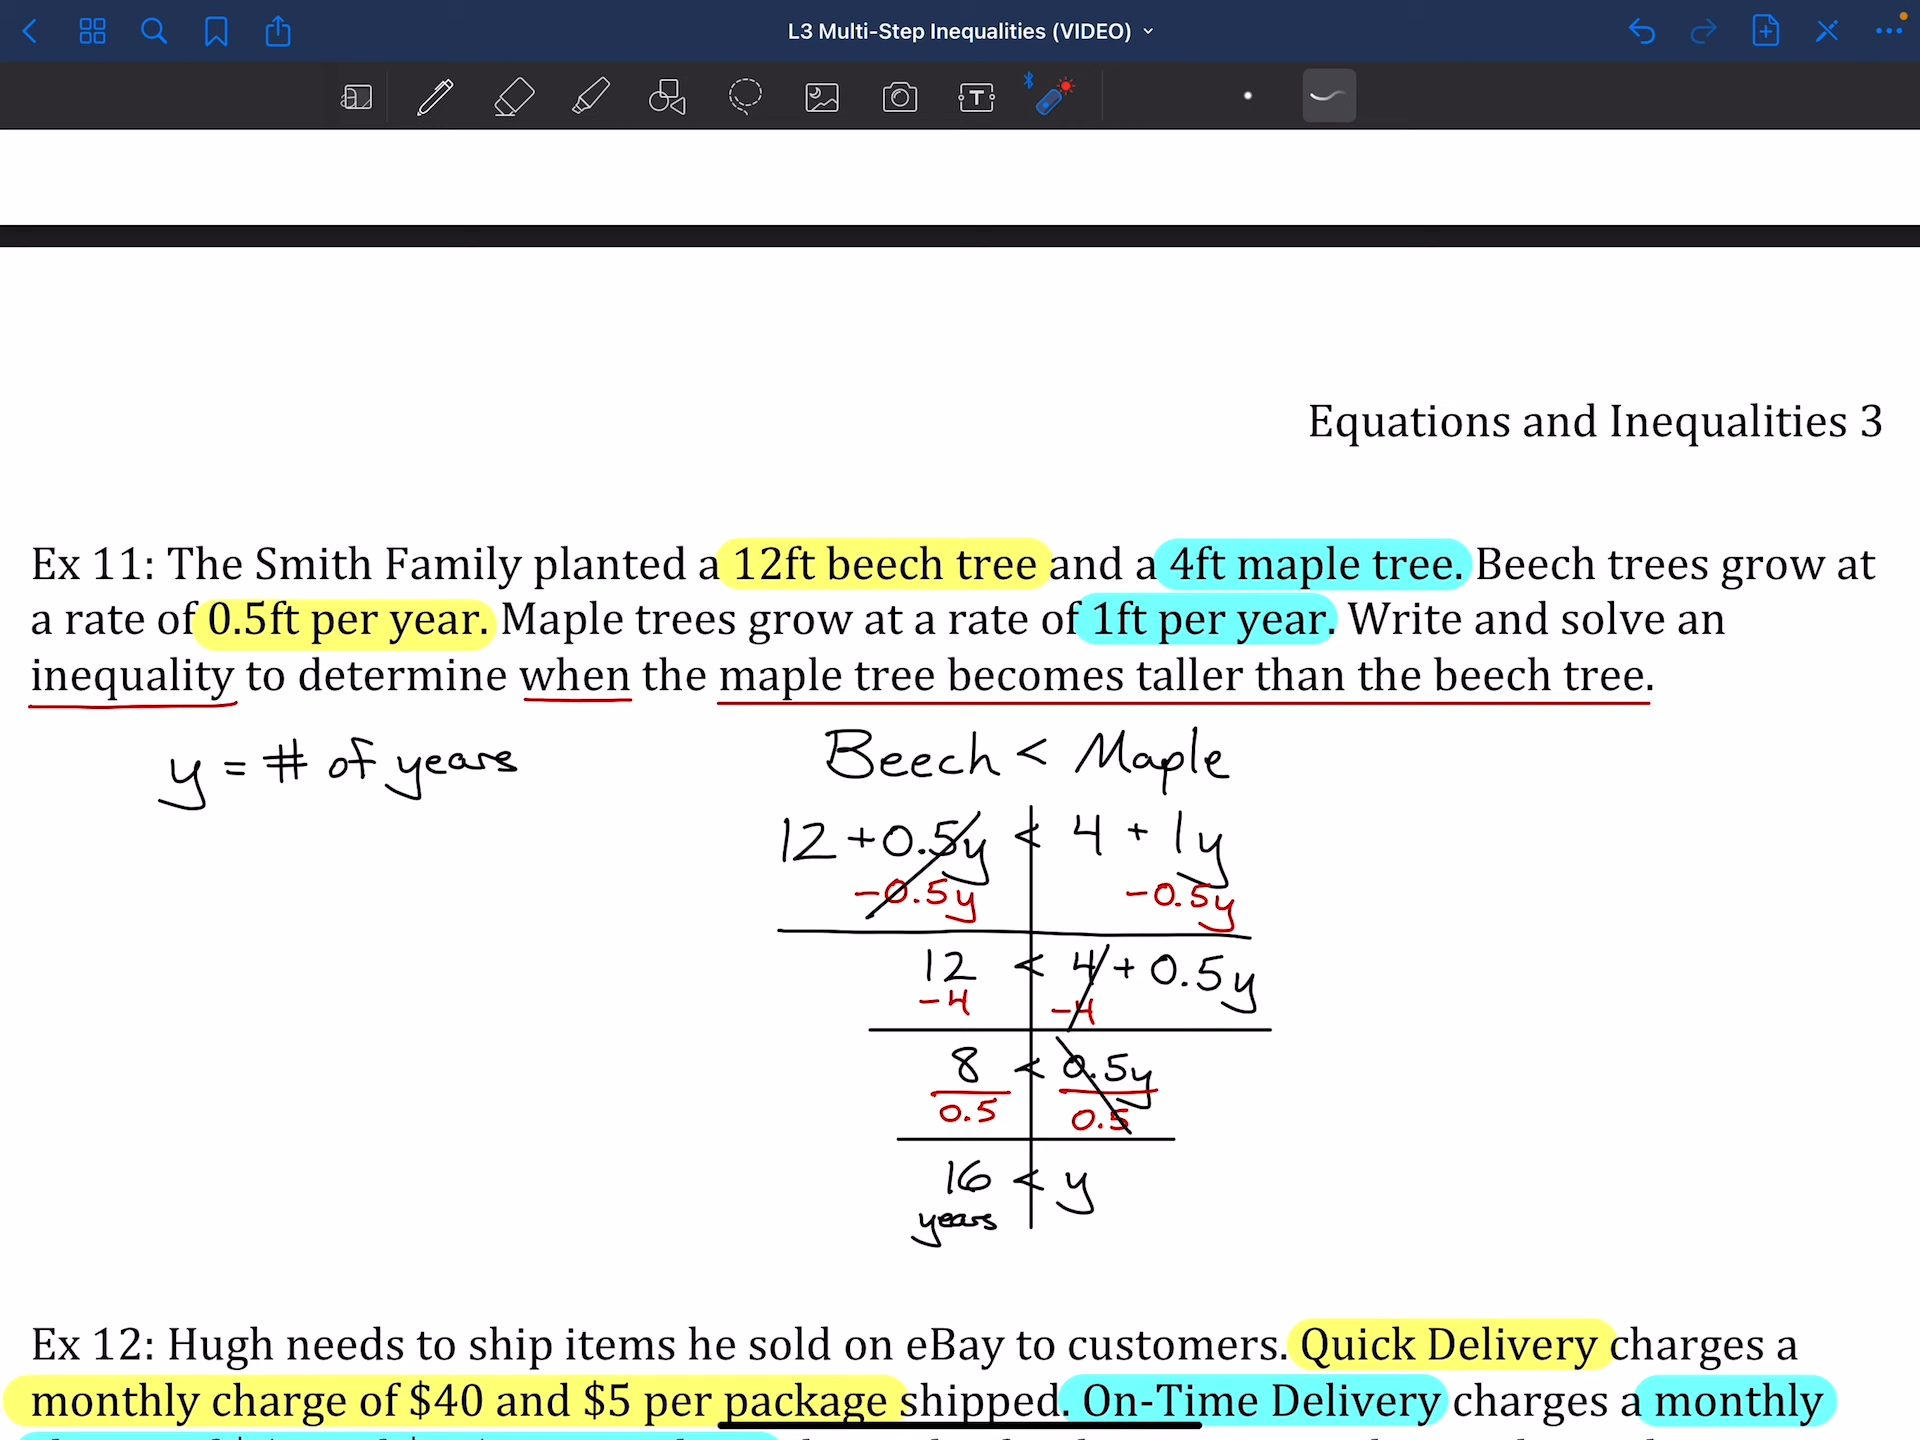 L3 Multi-Step Inequalities (VIDEO)
Equations and Inequalities 3
Ex 11: The Smith Family planted a 12ft beech tree and a 4ft maple tree. Beech trees grow at
a rate of 0.5ft per year. Maple trees grow at a rate of 1ft per year. Write and solve an
inequality to determine when the maple tree becomes taller than the beech tree.
y = # of years
Beech < Maple
12 + 0.5y < 4 + 1y
-0.5y -0.5y
12 < 4 + 0.5y
-4 -4
8 < 0.5y
0.5 0.5
16 < y
years
Ex 12: Hugh needs to ship items he sold on eBay to customers. Quick Delivery charges a
monthly charge of $40 and $5 per package shipped. On-Time Delivery charges a monthly